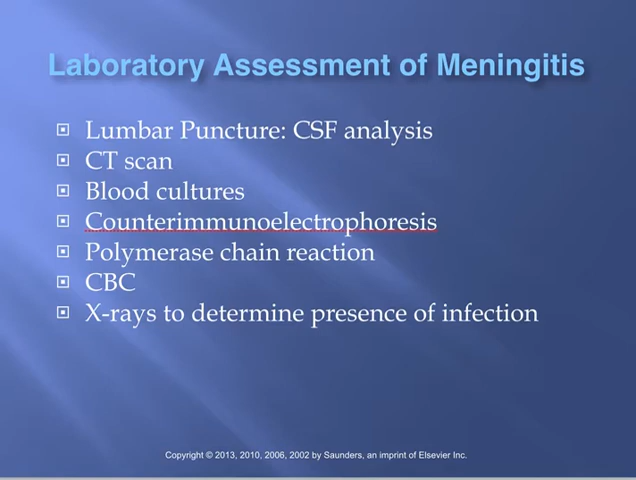 Laboratory Assessment of Meningitis
Lumbar Puncture: CSF analysis
CT scan
Blood cultures
Counterimmunoelectrophoresis
Polymerase chain reaction
CBC
X-rays to determine presence of infection
Copyright © 2013, 2010, 2006, 2002 by Saunders, an imprint of Elsevier Inc.